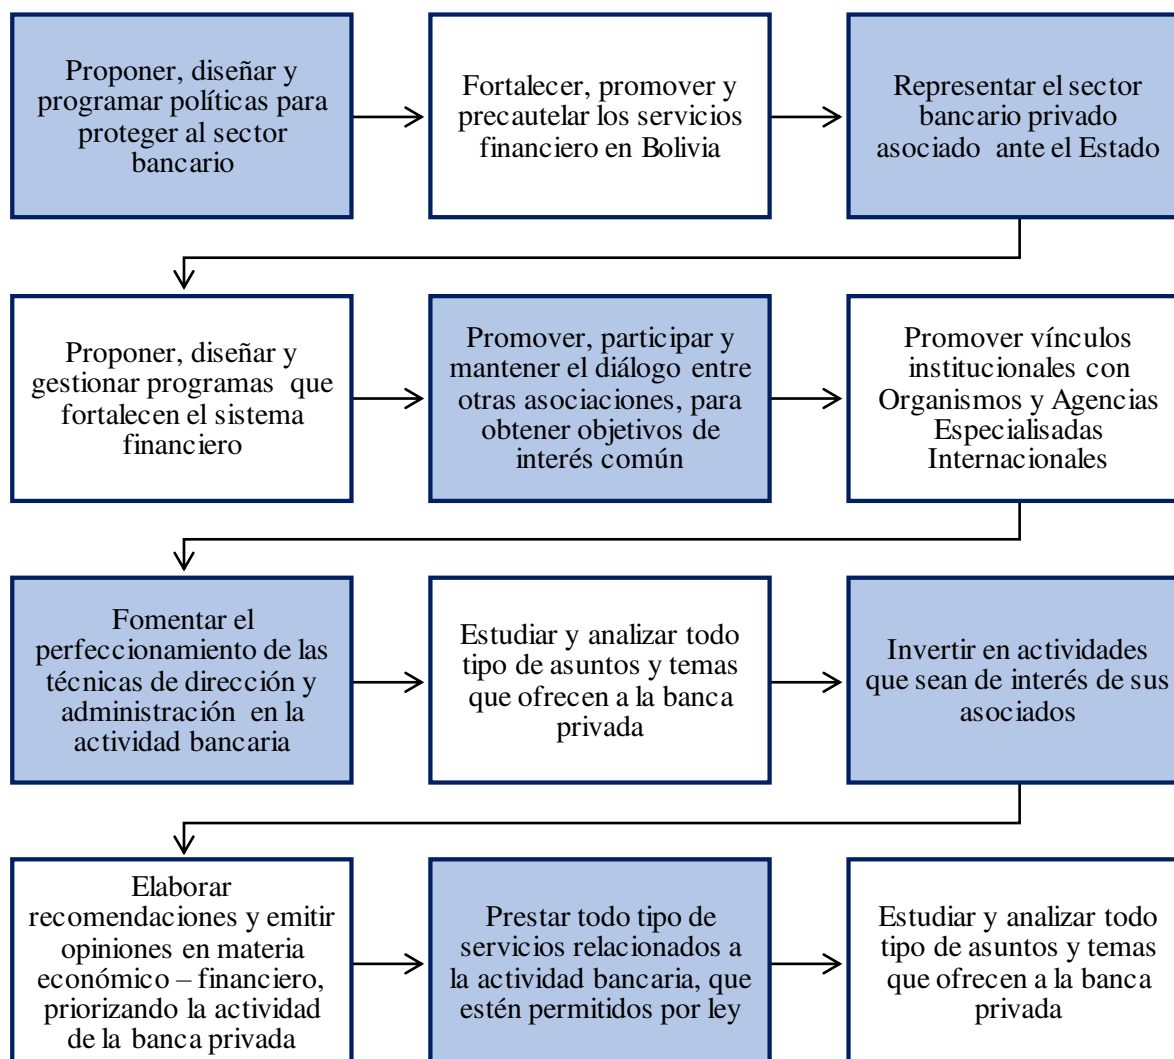 Proponer, diseñar y
programar políticas para
proteger al sector
bancario
Fortalecer, promover y
precautelar los servicios
financiero en Bolivia
Representar el sector
bancario privado
asociado ante el Estado
Proponer, diseñar y
gestionar programas que
fortalecen el sistema
financiero
Promover, participar y
mantener el diálogo entre
otras asociaciones, para
obtener objetivos de
interés común
Promover vínculos
institucionales con
Organismos y Agencias
Especialisadas
Internacionales
Fomentar el
perfeccionamiento de las
técnicas de dirección y
administración en la
actividad bancaria
Estudiar y analizar todo
tipo de asuntos y temas
que ofrecen a la banca
privada
Invertir en actividades
que sean de interés de sus
asociados
Elaborar
recomendaciones y emitir
opiniones en materia
económico – financiero,
priorizando la actividad
de la banca privada
Prestar todo tipo de
servicios relacionados a
la actividad bancaria, que
estén permitidos por ley
Estudiar y analizar todo
tipo de asuntos y temas
que ofrecen a la banca
privada